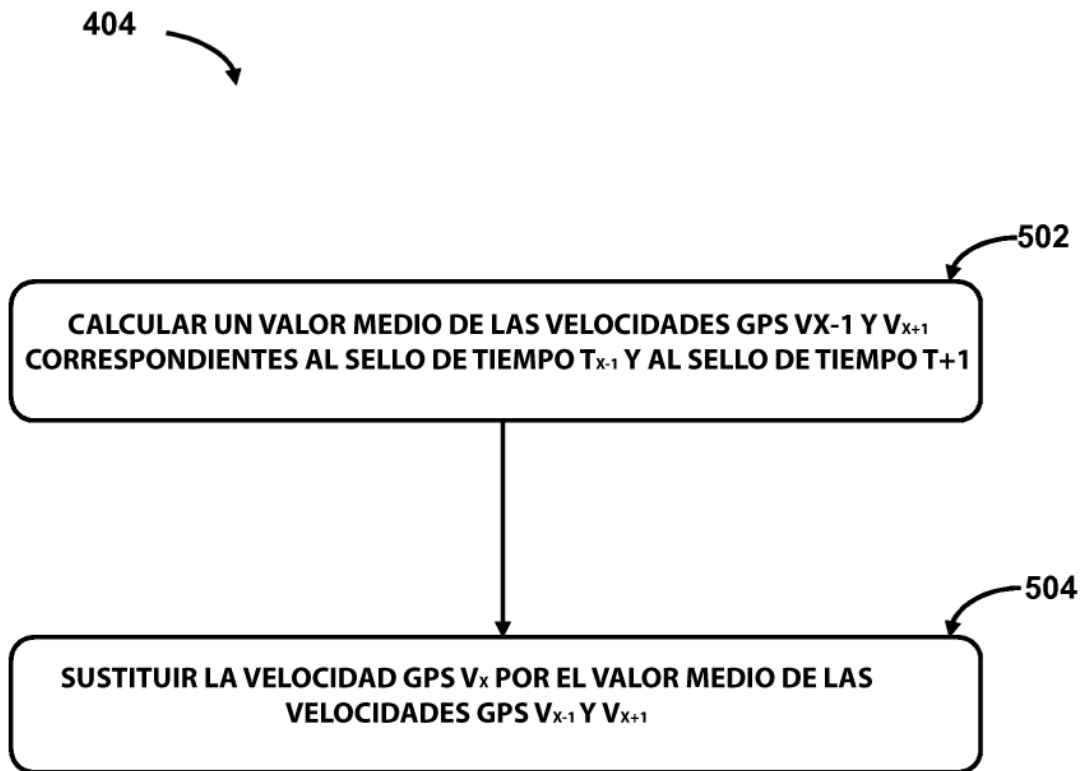 404
502
CALCULAR UN VALOR MEDIO DE LAS VELOCIDADES GPS VX-1 Y VX+1
CORRESPONDIENTES AL SELLO DE TIEMPO TX-1 Y AL SELLO DE TIEMPO T+1
504
SUSTITUIR LA VELOCIDAD GPS VX POR EL VALOR MEDIO DE LAS
VELOCIDADES GPS VX-1 Y VX+1